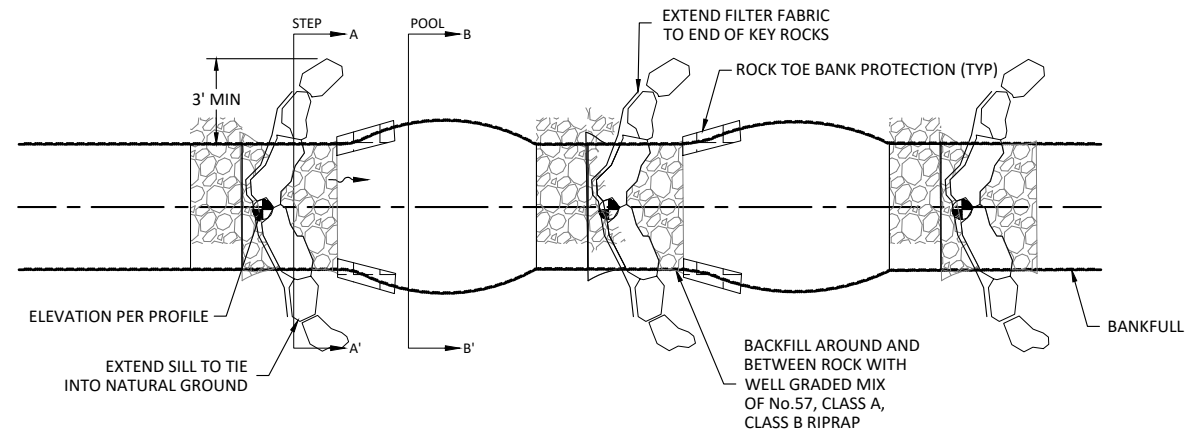 STEP
A
POOL
B
EXTEND FILTER FABRIC
TO END OF KEY ROCKS
ROCK TOE BANK PROTECTION (TYP)
3' MIN
ELEVATION PER PROFILE
EXTEND SILL TO TIE
INTO NATURAL GROUND
A'
B'
BACKFILL AROUND AND
BETWEEN ROCK WITH
WELL GRADED MIX
OF No.57, CLASS A,
CLASS B RIPRAP
BANKFULL